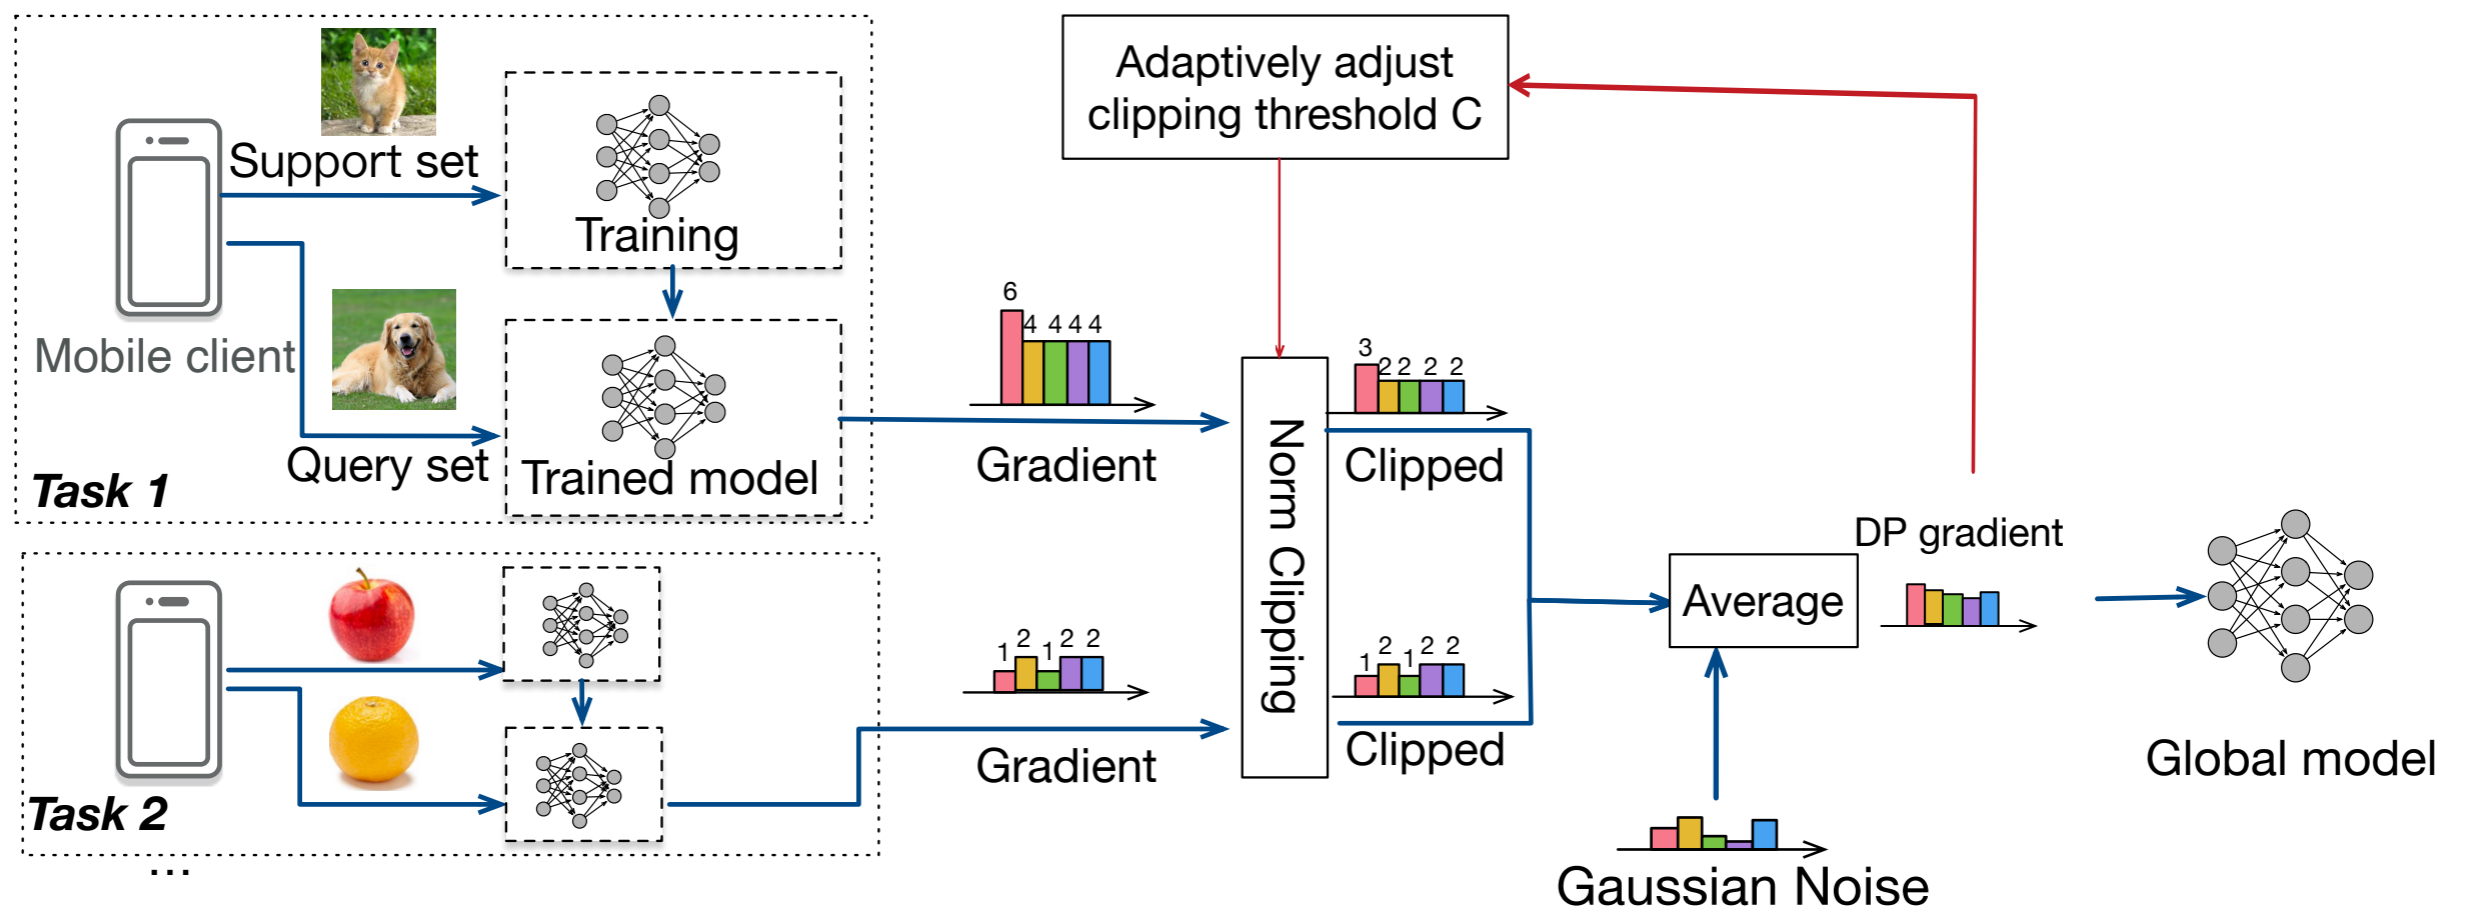 Support set
Training
Mobile client
Query set
Trained model
Task 1
Task 2
...
6
4 4 4 4
Gradient
1 2 1 2 2
Gradient
Adaptively adjust
clipping threshold C
Norm Clipping
3
2 2 2 2
Clipped
1 2 1 2 2
Clipped
Average
Gaussian Noise
DP gradient
Global model